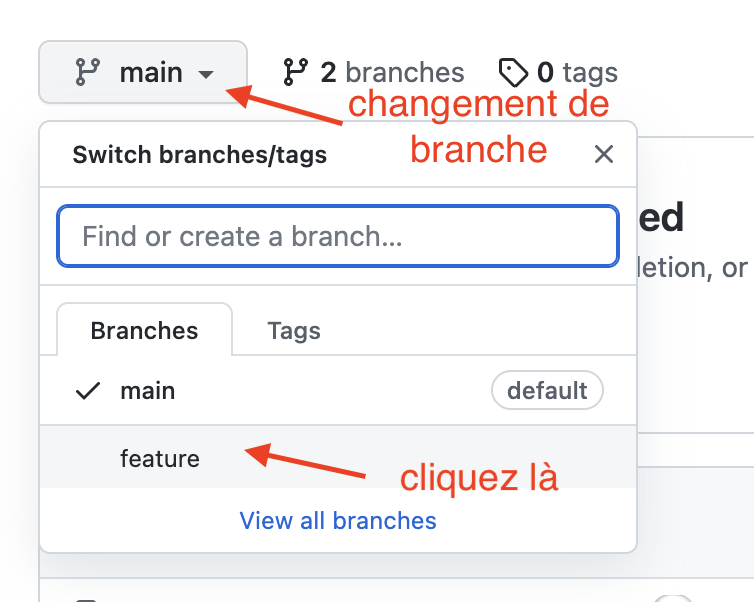 main
2 branches
0 tags
changement de
branche
Switch branches/tags
Find or create a branch...
ed
letion, or
Branches
Tags
main
default
feature
cliquez là
View all branches